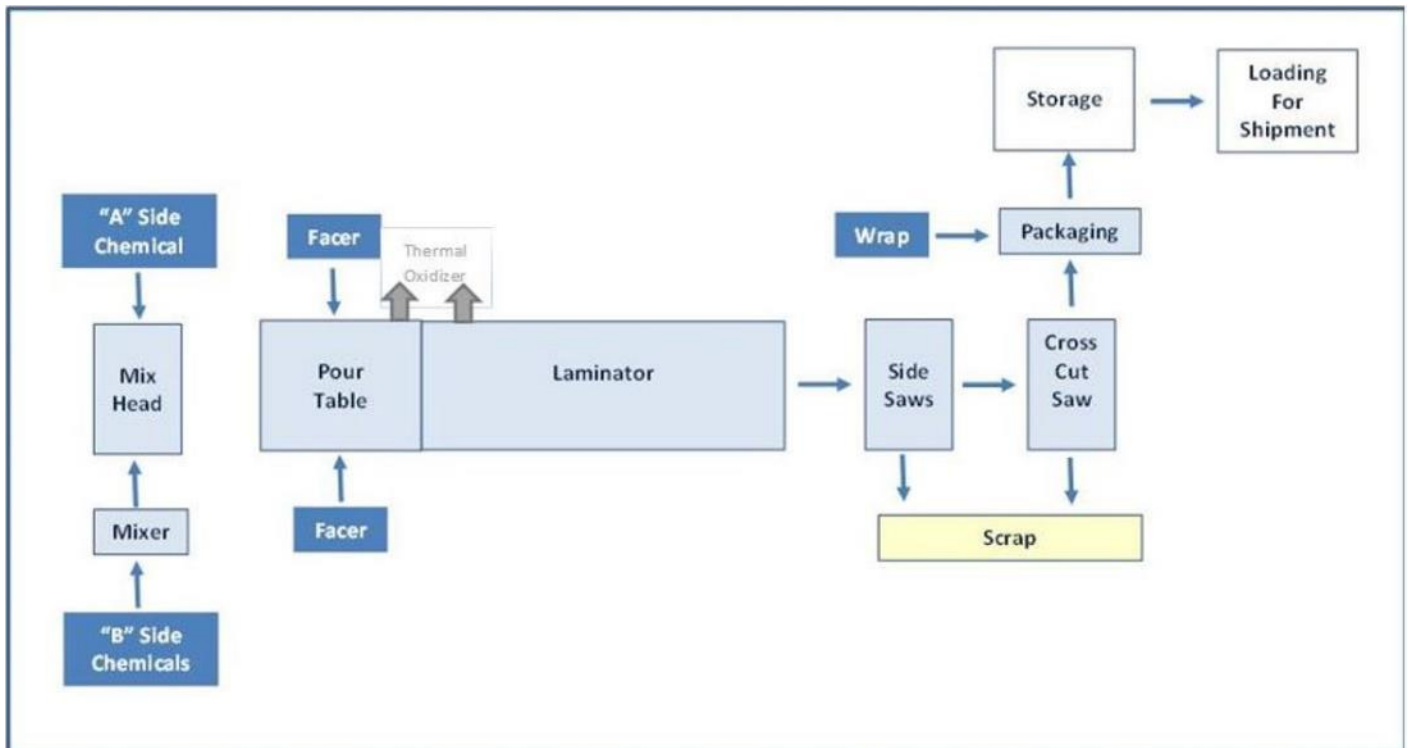 Storage
Loading
For
Shipment
"A" Side
Chemical
Facer
Thermal
Oxidizer
Wrap
Packaging
Mix
Head
Pour
Table
Laminator
Side
Saws
Cross
Cut
Saw
Mixer
Facer
Scrap
"B" Side
Chemicals